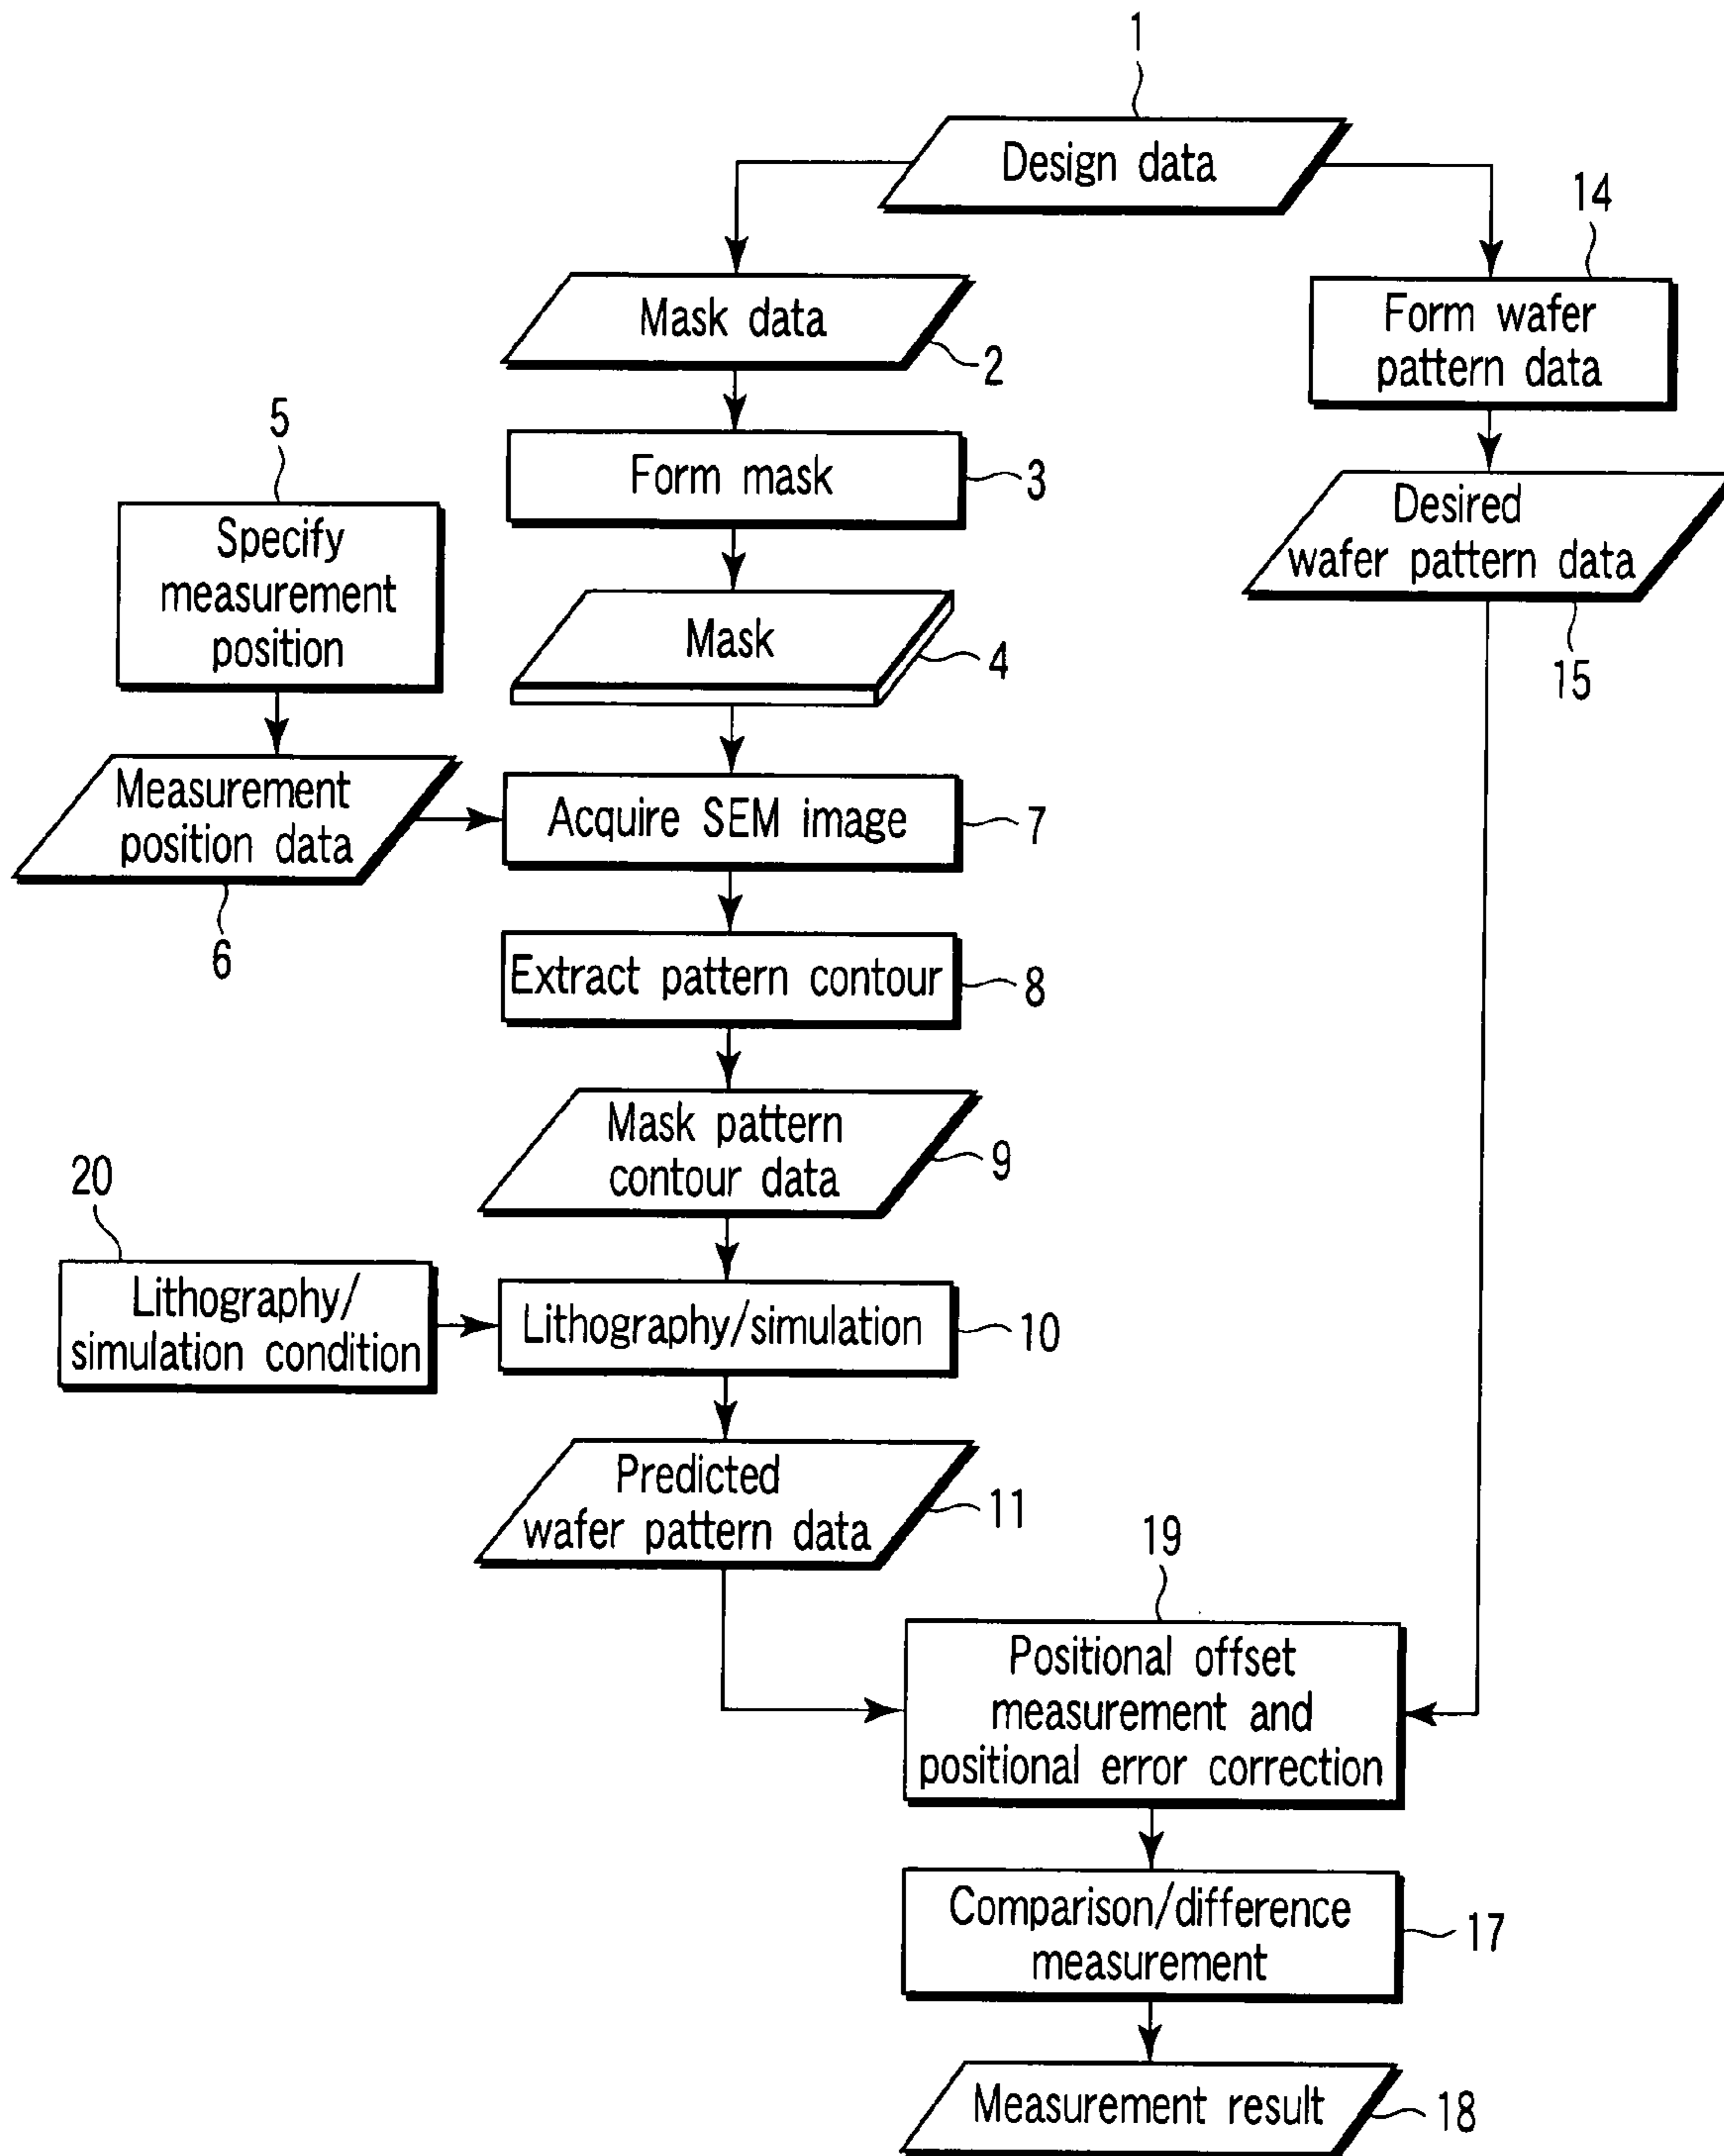 1
Design data
14
Mask data
2
Form wafer
pattern data
5
Form mask
3
Specify
measurement
position
Desired
wafer pattern data
15
Mask
4
Measurement
position data
6
Acquire SEM image
7
Extract pattern contour
8
Mask pattern
contour data
9
20
Lithography/
simulation condition
Lithography/simulation
10
Predicted
wafer pattern data
11
19
Positional offset
measurement and
positional error correction
Comparison/difference
measurement
17
Measurement result
18